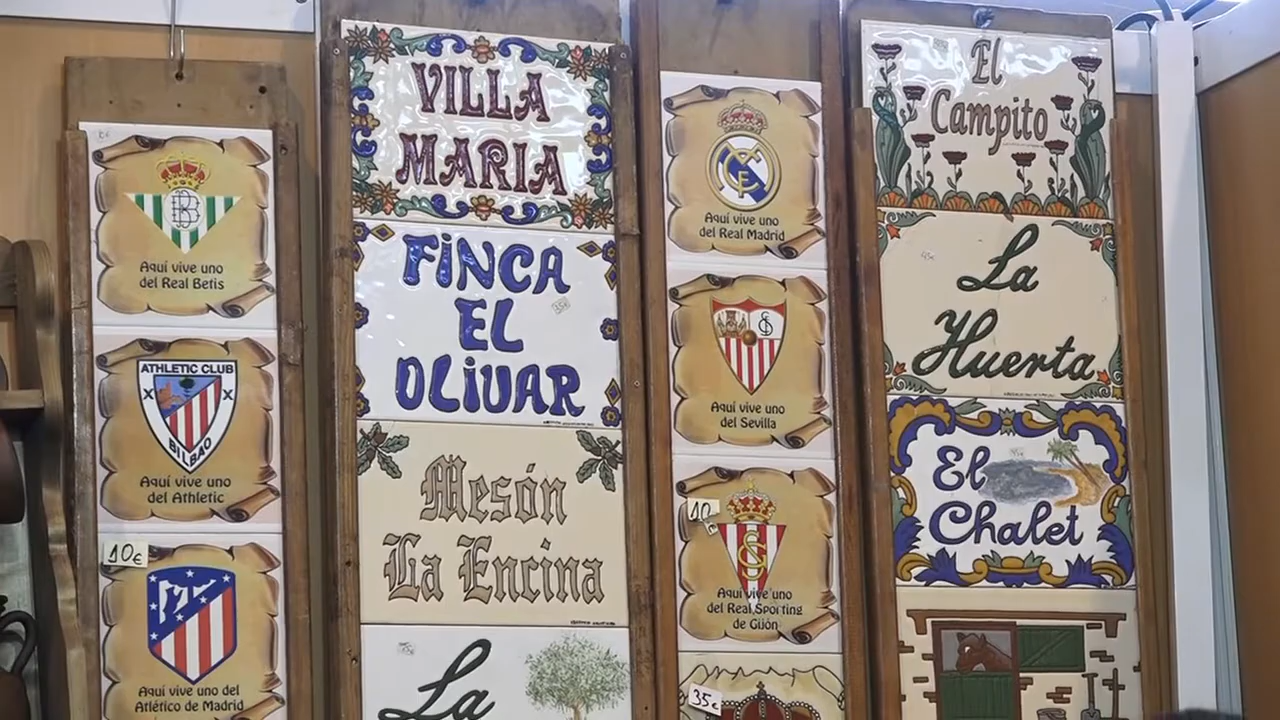 Aquí vive uno
del Real Betis
ATHLETIC CLUB
BILBAO
Aquí vive uno
del Athletic
10€
Aquí vive uno del
Atlético de Madrid
VILLA
MARIA
FINCA
EL
OLIVAR
35€
Mesón
La Encina
La
Aquí vive uno
del Real Madrid
Aquí vive uno
del Sevilla
10
Aquí vive uno
del Real Sporting
de Gijón
35€
El
Campito
La
Huerta
El
Chalet